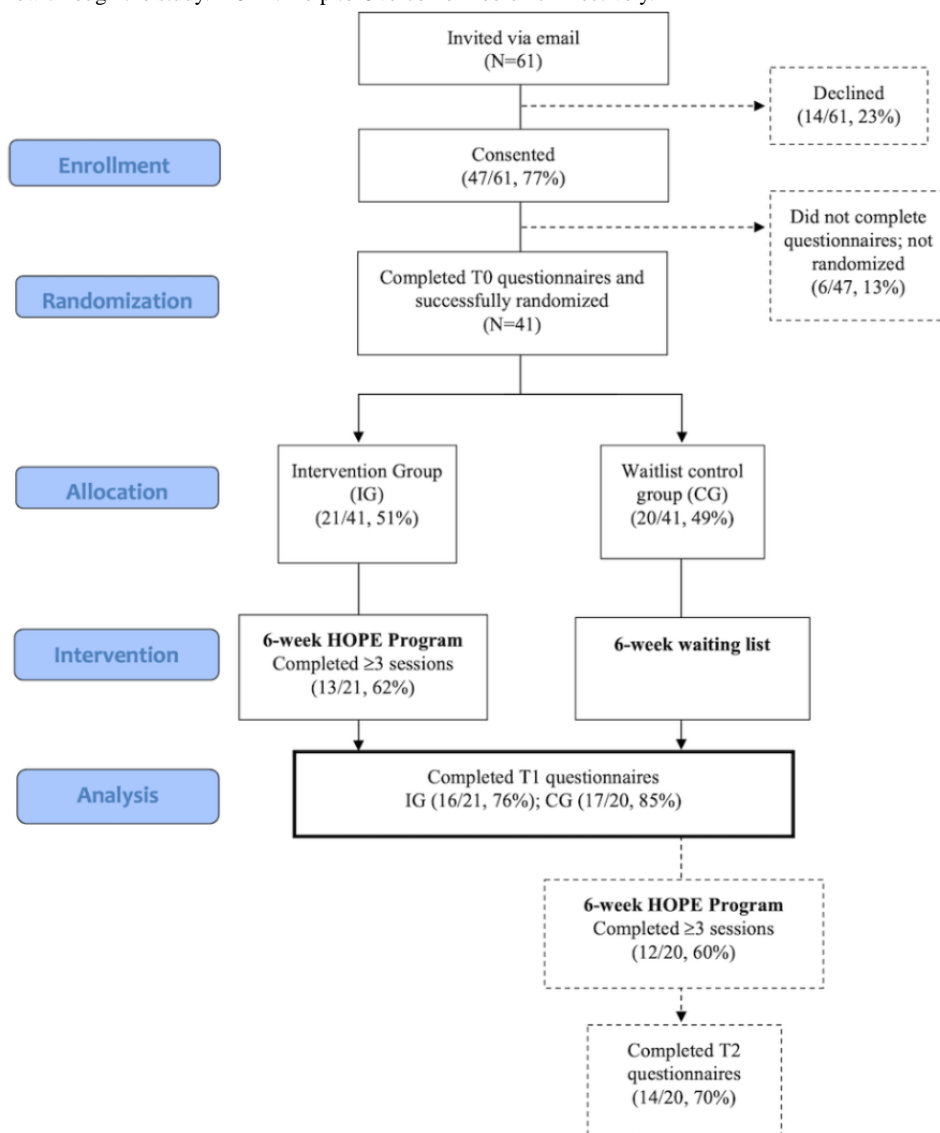 Invited via email
(N=61)
Declined
(14/61, 23%)
Enrollment
Consented
(47/61, 77%)
Did not complete
questionnaires; not
randomized
(6/47, 13%)
Randomization
Completed T0 questionnaires and
successfully randomized
(N=41)
Allocation
Intervention Group
(IG)
(21/41, 51%)
Waitlist control
group (CG)
(20/41, 49%)
Intervention
6-week HOPE Program
Completed ≥3 sessions
(13/21, 62%)
6-week waiting list
Analysis
Completed T1 questionnaires
IG (16/21, 76%); CG (17/20, 85%)
6-week HOPE Program
Completed ≥3 sessions
(12/20, 60%)
Completed T2
questionnaires
(14/20, 70%)